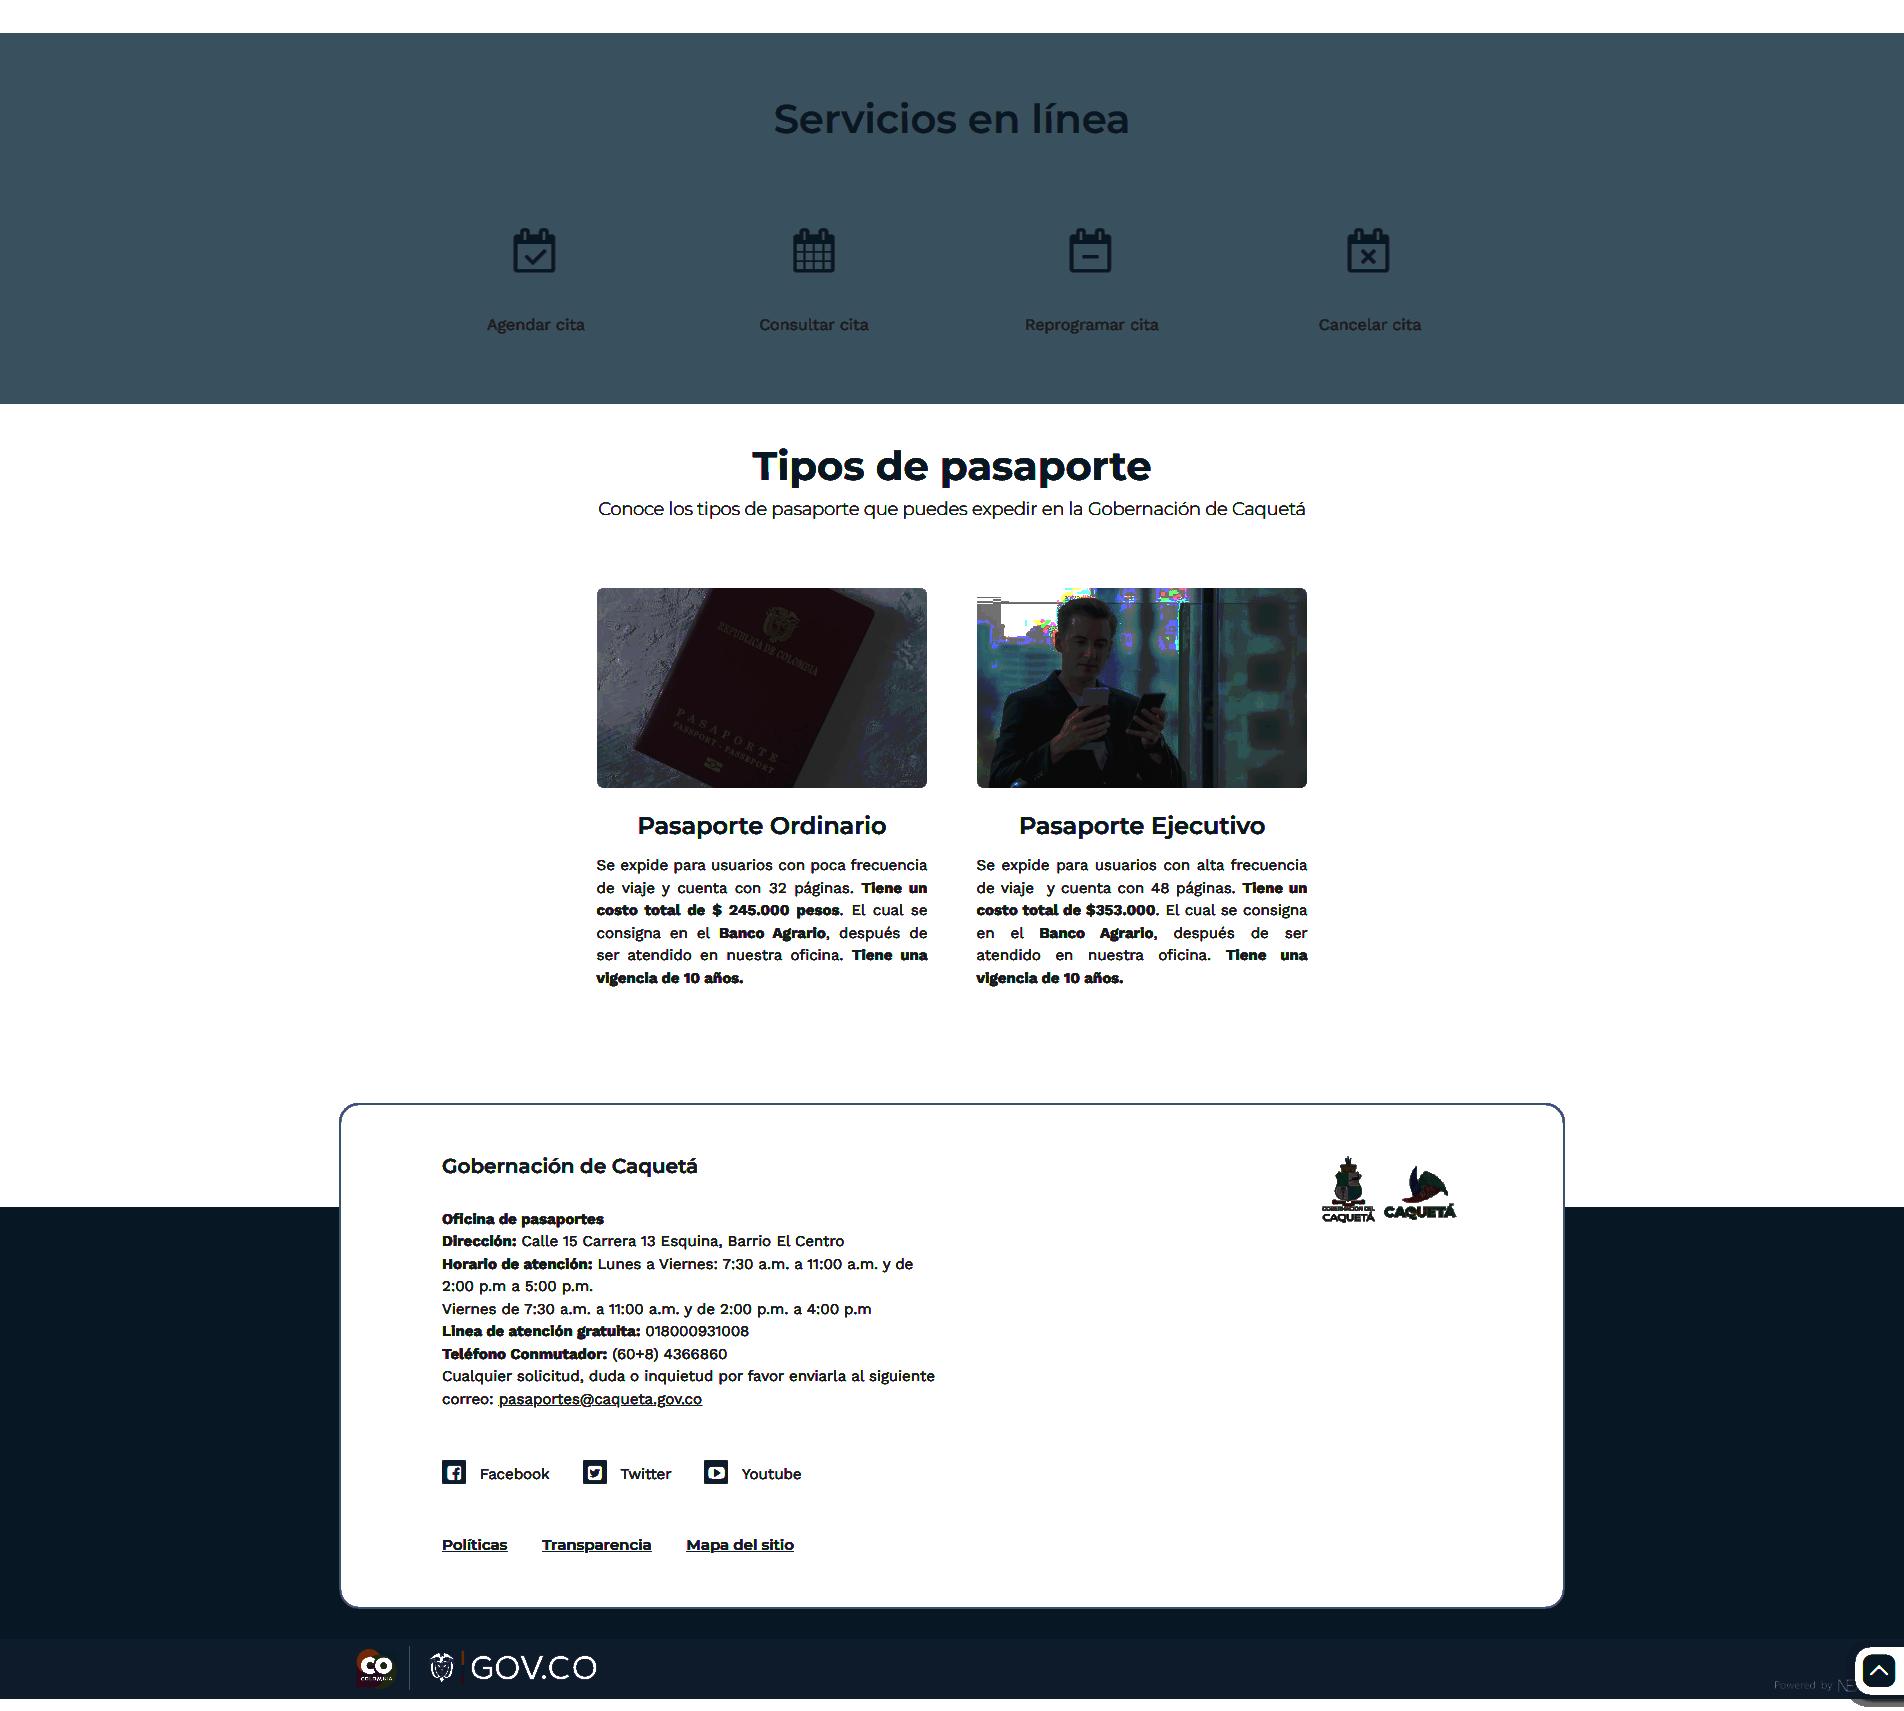 Servicios en línea
Agendar cita
Consultar cita
Reprogramar cita
Cancelar cita
Tipos de pasaporte
Conoce los tipos de pasaporte que puedes expedir en la Gobernación de Caquetá
REPUBLICA DE COLOMBIA
PASAPORTE
PASSPORT - PASSEPORT
Pasaporte Ordinario
Se expide para usuarios con poca frecuencia
de viaje y cuenta con 32 páginas. Tiene un
costo total de $ 245.000 pesos. El cual se
consigna en el Banco Agrario, después de
ser atendido en nuestra oficina. Tiene una
vigencia de 10 años.
Pasaporte Ejecutivo
Se expide para usuarios con alta frecuencia
de viaje y cuenta con 48 páginas. Tiene un
costo total de $353.000. El cual se consigna
en el Banco Agrario, después de ser
atendido en nuestra oficina. Tiene una
vigencia de 10 años.
Gobernación de Caquetá
GOBERNACIÓN DEL
CAQUETÁ
CAQUETÁ
Oficina de pasaportes
Dirección: Calle 15 Carrera 13 Esquina, Barrio El Centro
Horario de atención: Lunes a Viernes: 7:30 a.m. a 11:00 a.m. y de
2:00 p.m a 5:00 p.m.
Viernes de 7:30 a.m. a 11:00 a.m. y de 2:00 p.m. a 4:00 p.m
Linea de atención gratuita: 018000931008
Teléfono Conmutador: (60+8) 4366860
Cualquier solicitud, duda o inquietud por favor enviarla al siguiente
correo: pasaportes@caqueta.gov.co
Facebook
Twitter
Youtube
Políticas
Transparencia
Mapa del sitio
CO
COLOMBIA
GOV.CO
Powered by